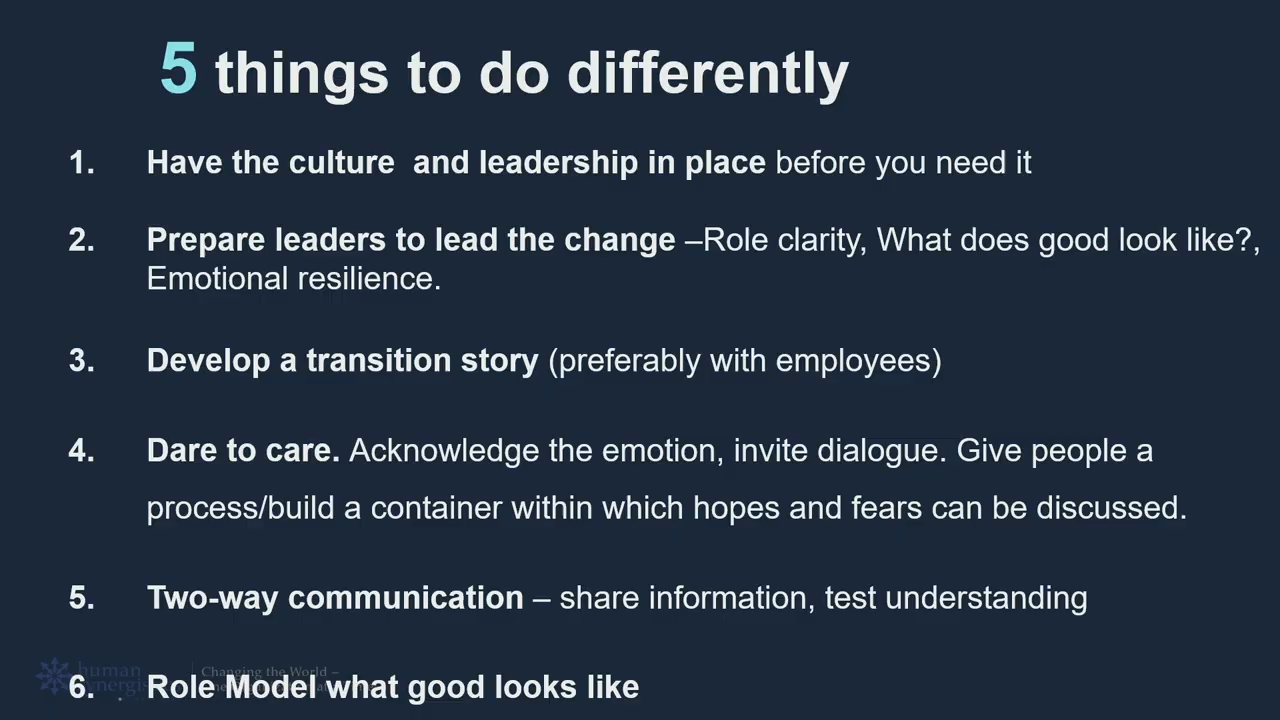 5 things to do differently
1. Have the culture and leadership in place before you need it
2. Prepare leaders to lead the change –Role clarity, What does good look like?,
Emotional resilience.
3. Develop a transition story (preferably with employees)
4. Dare to care. Acknowledge the emotion, invite dialogue. Give people a
process/build a container within which hopes and fears can be discussed.
5. Two-way communication – share information, test understanding
human
Changing the World –
6. Role Model what good looks like